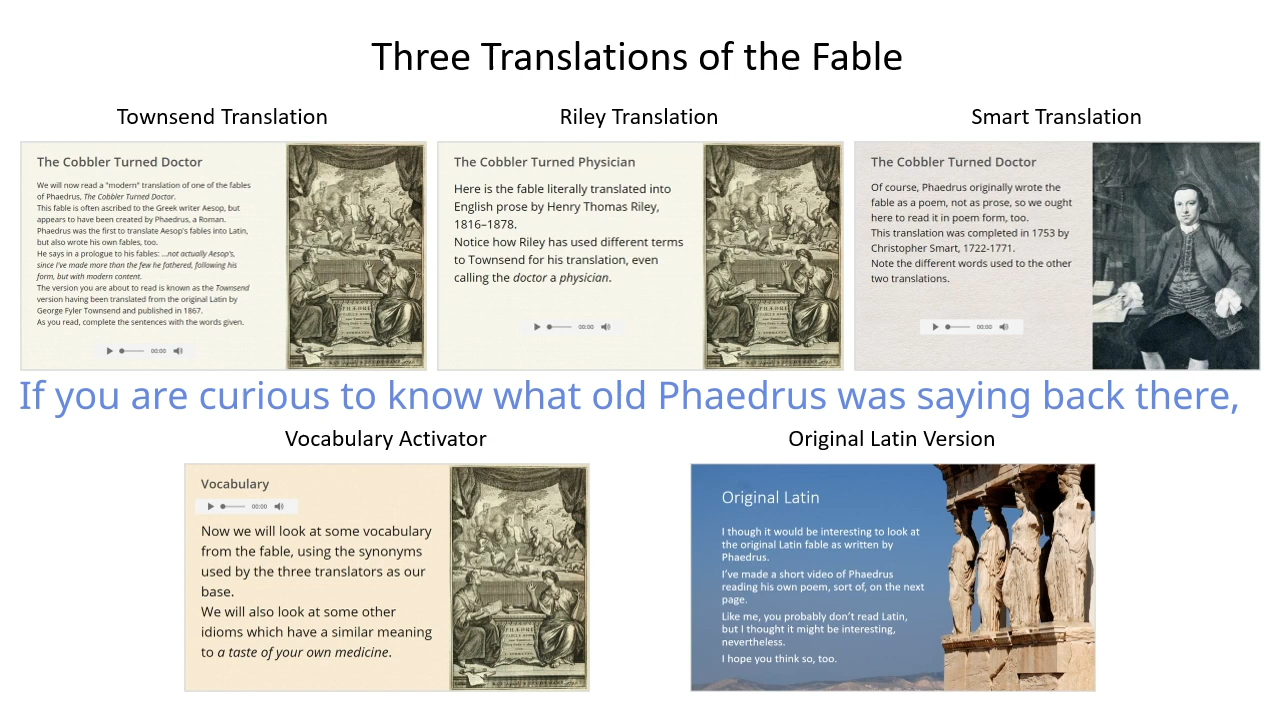 Three Translations of the Fable
Townsend Translation
Riley Translation
Smart Translation
The Cobbler Turned Doctor
We will now read a "modern" translation of one of the fables
of Phaedrus, The Cobbler Turned Doctor.
This fable is often ascribed to the Greek writer Aesop, but
appears to have been created by Phaedrus, a Roman.
Phaedrus was the first to translate Aesop's fables into Latin,
but also wrote his own fables, too.
He says in a prologue to his fables: ...not actually Aesop's,
since I've made more than the few he fathered, following his
form, but with modern content.
The version you are about to read is known as the Townsend
version having been translated from the original Latin by
George Fyler Townsend and published in 1867.
As you read, complete the sentences with the words given.
00:00
The Cobbler Turned Physician
Here is the fable literally translated into
English prose by Henry Thomas Riley,
1816–1878.
Notice how Riley has used different terms
to Townsend for his translation, even
calling the doctor a physician.
00:00
The Cobbler Turned Doctor
Of course, Phaedrus originally wrote the
fable as a poem, not as prose, so we ought
here to read it in poem form, too.
This translation was completed in 1753 by
Christopher Smart, 1722-1771.
Note the different words used to the other
two translations.
00:00
If you are curious to know what old Phaedrus was saying back there,
Vocabulary Activator
Original Latin Version
Vocabulary
00:00
Now we will look at some vocabulary
from the fable, using the synonyms
used by the three translators as our
base.
We will also look at some other
idioms which have a similar meaning
to a taste of your own medicine.
Original Latin
I though it would be interesting to look at
the original Latin fable as written by
Phaedrus.
I've made a short video of Phaedrus
reading his own poem, sort of, on the next
page.
Like me, you probably don't read Latin,
but I thought it might be interesting,
nevertheless.
I hope you think so, too.